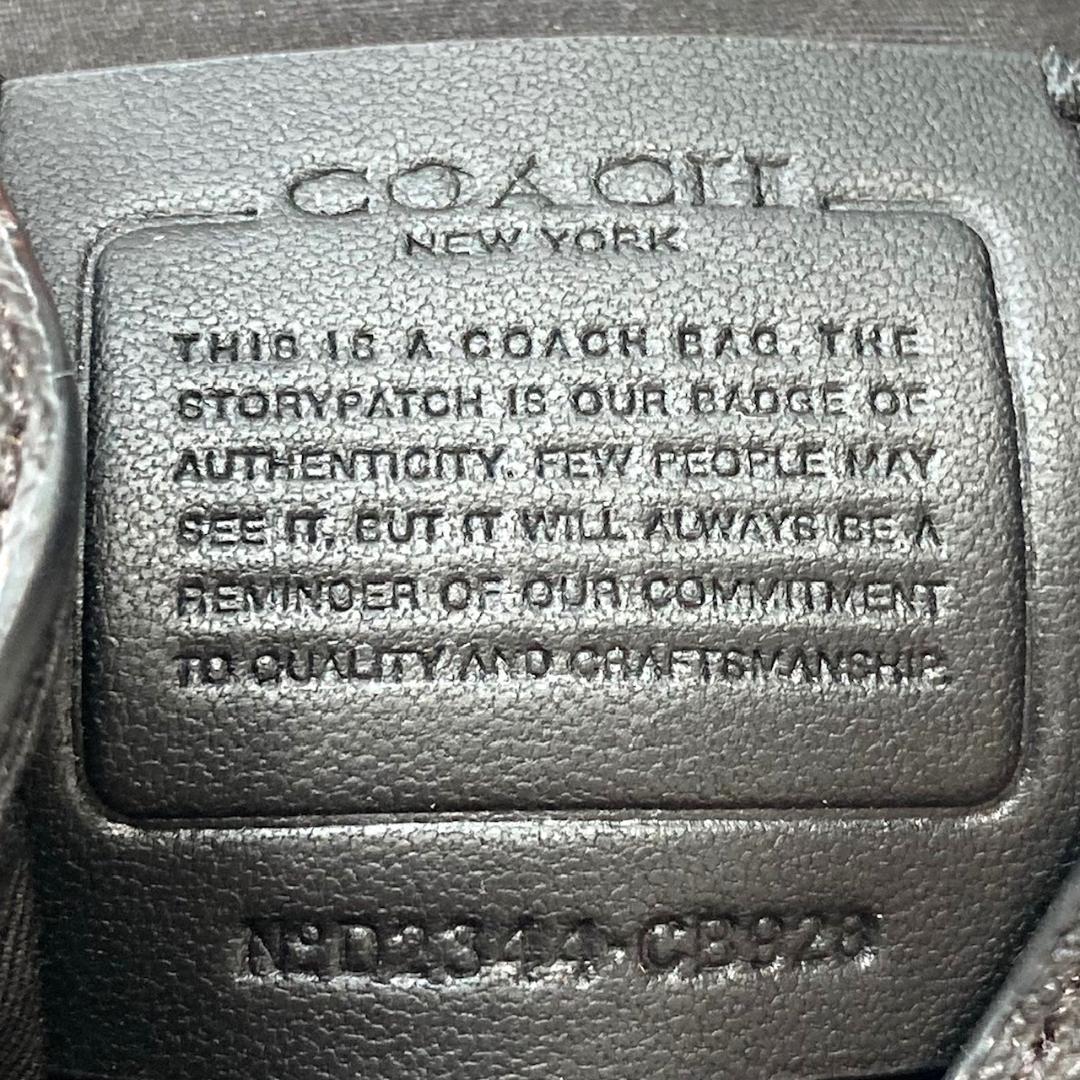 COACH
NEW YORK
THIS IS A COACH BAG. THE
STORYPATCH IS OUR BADGE OF
AUTHENTICITY. FEW PEOPLE MAY
SEE IT, BUT IT WILL ALWAYS BE A
REMINDER OF OUR COMMITMENT
TO QUALITY AND CRAFTSMANSHIP.